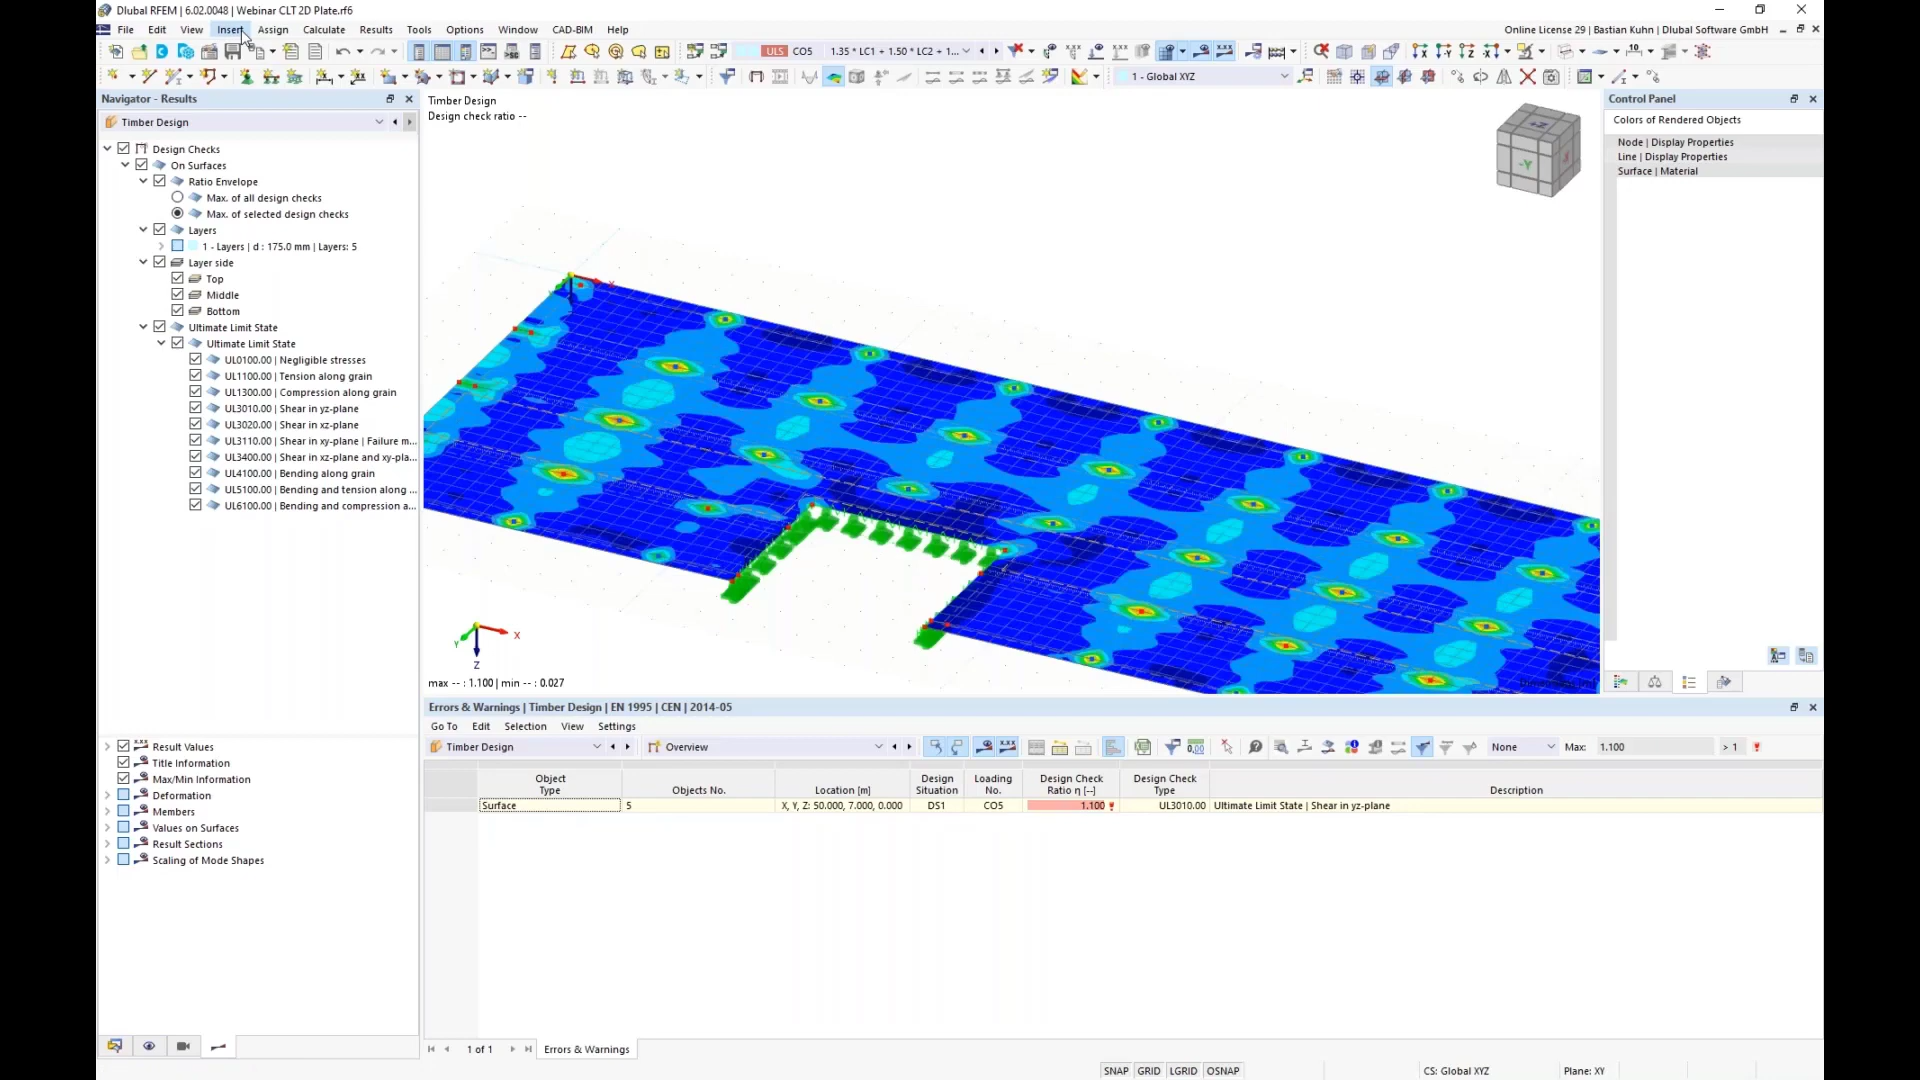 Dlubal RFEM | 6.02.0048 | Webinar CLT 2D Plate.rf6
File Edit View Insert Assign Calculate Results Tools Options Window CAD-BIM Help
Online License 29 | Bastian Kuhn | Dlubal Software GmbH
ULS CO5 1.35 * LC1 + 1.50 * LC2 + 1...
1 - Global XYZ
Navigator - Results
Timber Design
Design Checks
On Surfaces
Ratio Envelope
Max. of all design checks
Max. of selected design checks
Layers
1 - Layers | d : 175.0 mm | Layers: 5
Layer side
Top
Middle
Bottom
Ultimate Limit State
Ultimate Limit State
UL0100.00 | Negligible stresses
UL1100.00 | Tension along grain
UL1300.00 | Compression along grain
UL3010.00 | Shear in yz-plane
UL3020.00 | Shear in xz-plane
UL3110.00 | Shear in xy-plane | Failure m...
UL3400.00 | Shear in xz-plane and xy-pla...
UL4100.00 | Bending along grain
UL5100.00 | Bending and tension along ...
UL6100.00 | Bending and compression a...
Result Values
Title Information
Max/Min Information
Deformation
Members
Values on Surfaces
Result Sections
Scaling of Mode Shapes
Timber Design
Design check ratio --
+Z
-Y
X
X
Y
Z
max -- : 1.100 | min -- : 0.027
Control Panel
Colors of Rendered Objects
Node | Display Properties
Line | Display Properties
Surface | Material
Errors & Warnings | Timber Design | EN 1995 | CEN | 2014-05
Go To Edit Selection View Settings
Timber Design Overview None Max: 1.100 > 1
Object Type Objects No. Location [m] Design Situation Loading No. Design Check Ratio η [--] Design Check Type Description
Surface 5 X, Y, Z: 50.000, 7.000, 0.000 DS1 CO5 1.100 UL3010.00 Ultimate Limit State | Shear in yz-plane
1 of 1 Errors & Warnings
SNAP GRID LGRID OSNAP CS: Global XYZ Plane: XY